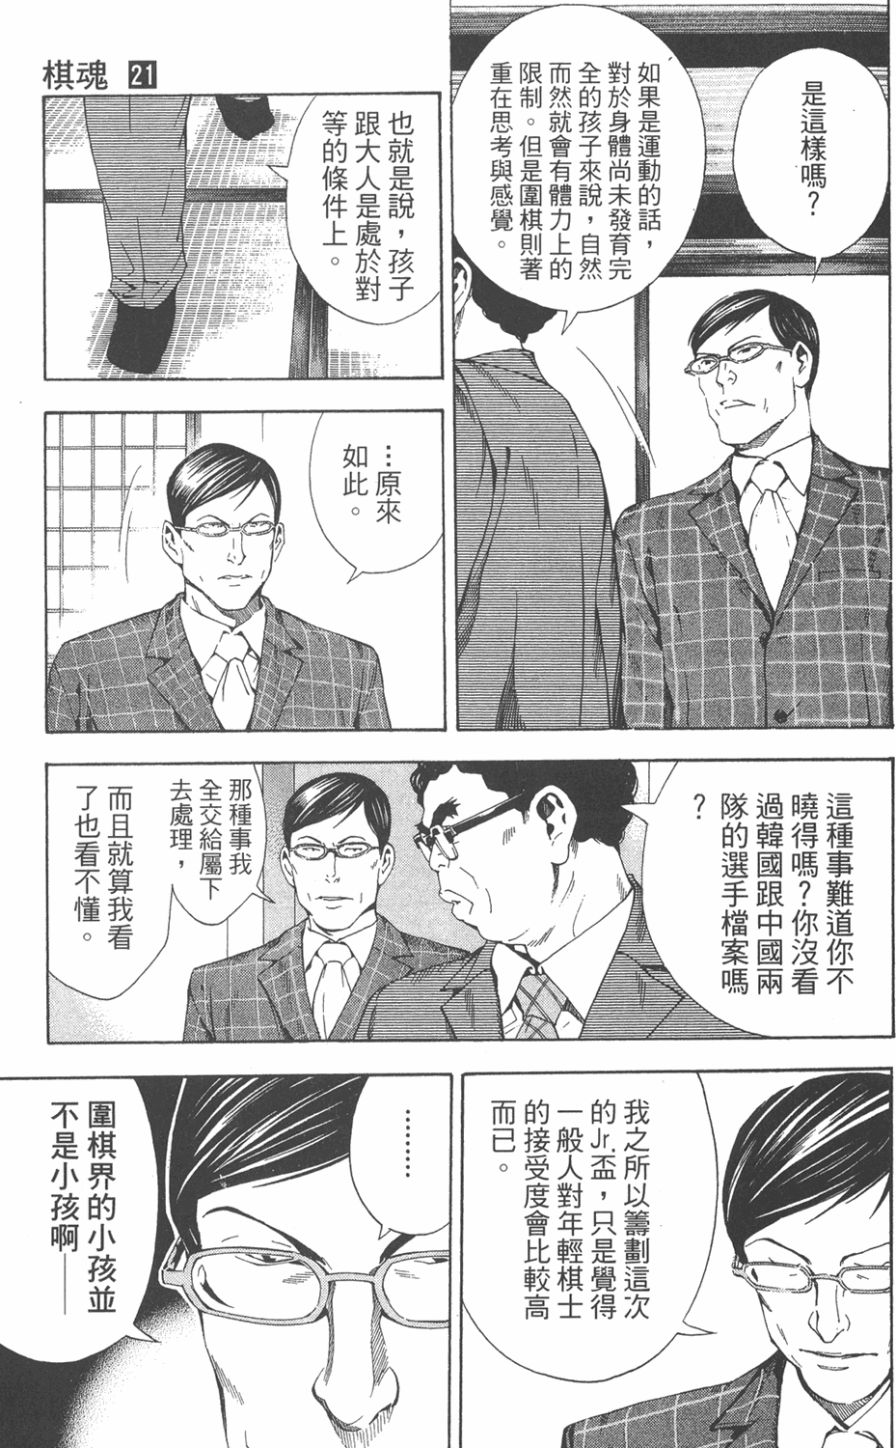 棋魂 21
是這樣嗎？
如果是運動的話，
對於身體尚未發育完
全的孩子來說，自然
而然就會有體力上的
限制。但是圍棋則著
重在思考與感覺。
也就是說，孩子
跟大人是處於對
等的條件上。
…原來
如此。
這種事難道你不
曉得嗎？你沒看
過韓國跟中國兩
隊的選手檔案嗎
？
那種事我
全交給屬下
去處理，
而且就算我看
了也看不懂。
我之所以籌劃這次
的Jr.盃，只是覺得
一般人對年輕棋士
的接受度會比較高
而已。
………
圍棋界的小孩並
不是小孩啊——